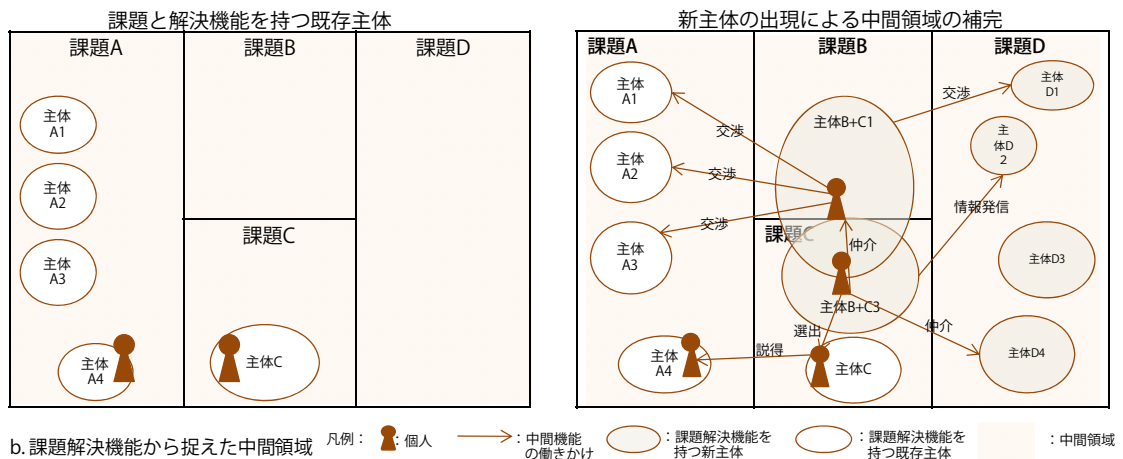 課題と解決機能を持つ既存主体
課題A
課題B
課題D
主体
A1
主体
A2
主体
A3
課題C
主体
A4
主体C
新主体の出現による中間領域の補完
課題A
課題B
課題D
主体
A1
主体
A2
主体
A3
主体
A4
交渉
交渉
交渉
主体B+C1
交渉
主体
D1
主
体D
2
情報発信
課題C
仲介
主体B+C3
選出
説得
主体C
仲介
主体D3
主体D4
b. 課題解決機能から捉えた中間領域
凡例：
：個人
：中間機能
の働きかけ
：課題解決機能を
持つ新主体
：課題解決機能を
持つ既存主体
：中間領域